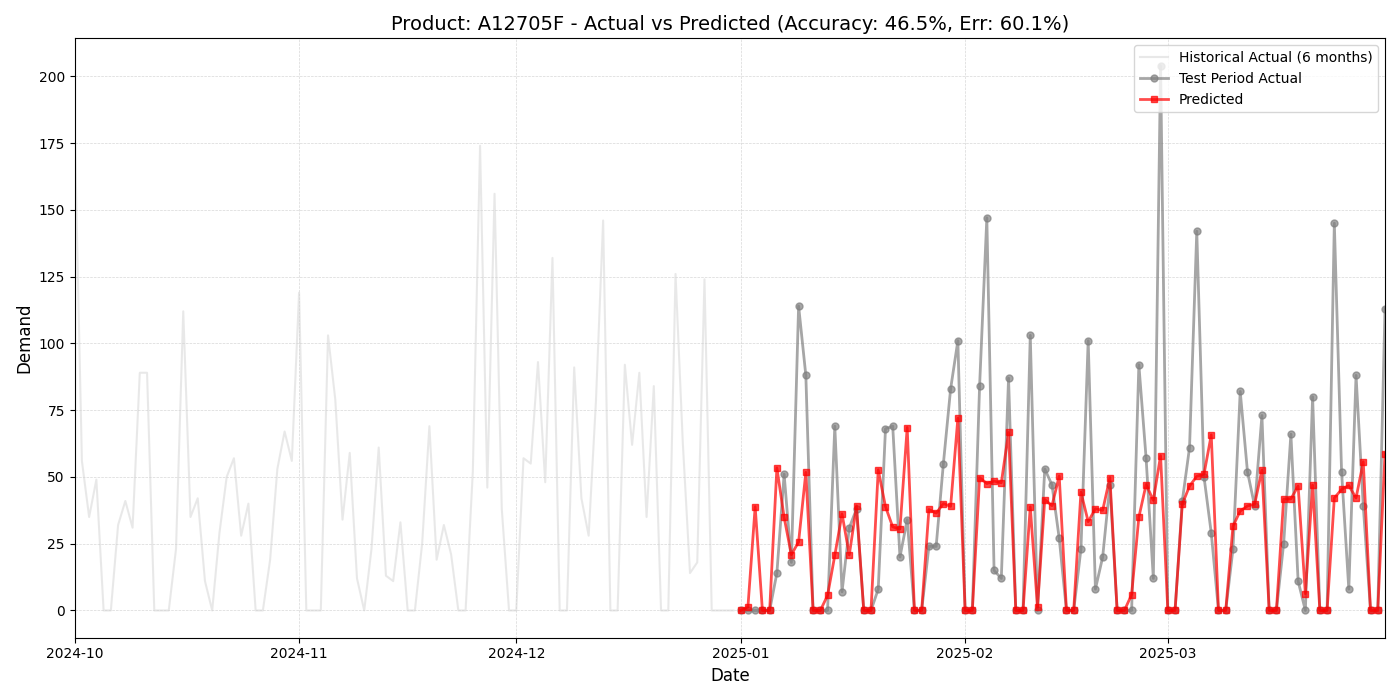 Product: A12705F - Actual vs Predicted (Accuracy: 46.5%, Err: 60.1%)
Historical Actual (6 months)
Test Period Actual
Predicted
Demand
200
175
150
125
100
75
50
25
0
2024-10
2024-11
2024-12
2025-01
2025-02
2025-03
Date